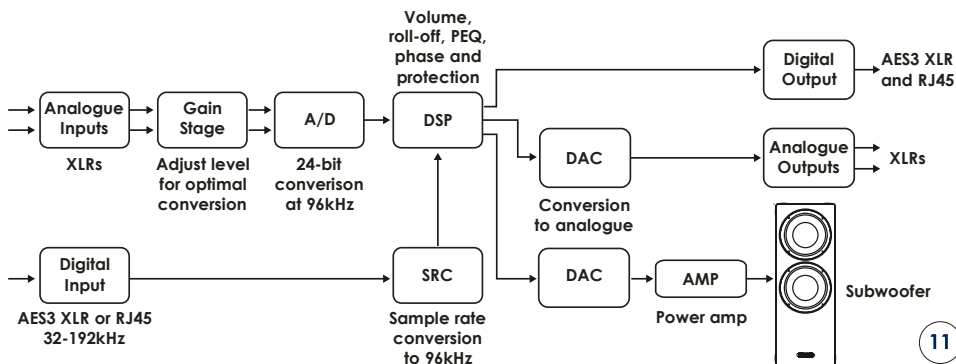 Volume,
roll-off, PEQ,
phase and
protection
Digital
Output
AES3 XLR
and RJ45
Analogue
Inputs
Gain
Stage
A/D
DSP
XLRs
Adjust level
for optimal
conversion
24-bit
converison
at 96kHz
DAC
Conversion
to analogue
Analogue
Outputs
XLRs
Digital
Input
AES3 XLR or RJ45
32-192kHz
SRC
Sample rate
conversion
to 96kHz
DAC
AMP
Power amp
Subwoofer
11